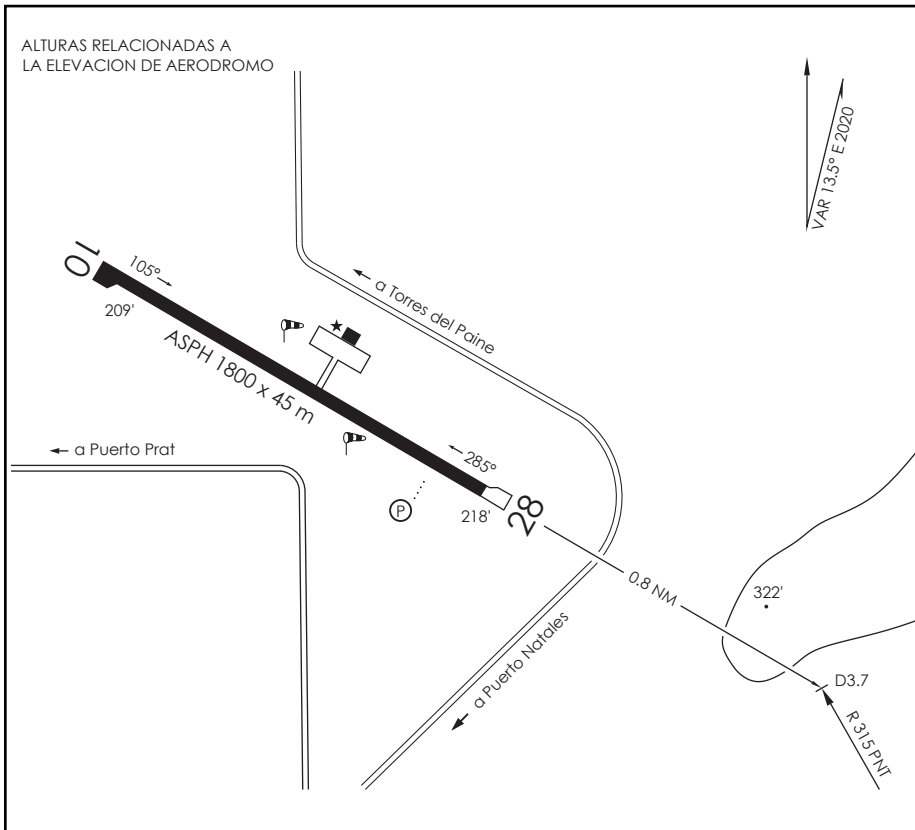 ALTURAS RELACIONADAS A
LA ELEVACION DE AERODROMO
VAR 13.5° E 2020
10
105°
209'
ASPH 1800 x 45 m
a Torres del Paine
a Puerto Prat
285°
P
218'
28
0.8 NM
322'
a Puerto Natales
D3.7
R 315 PNT